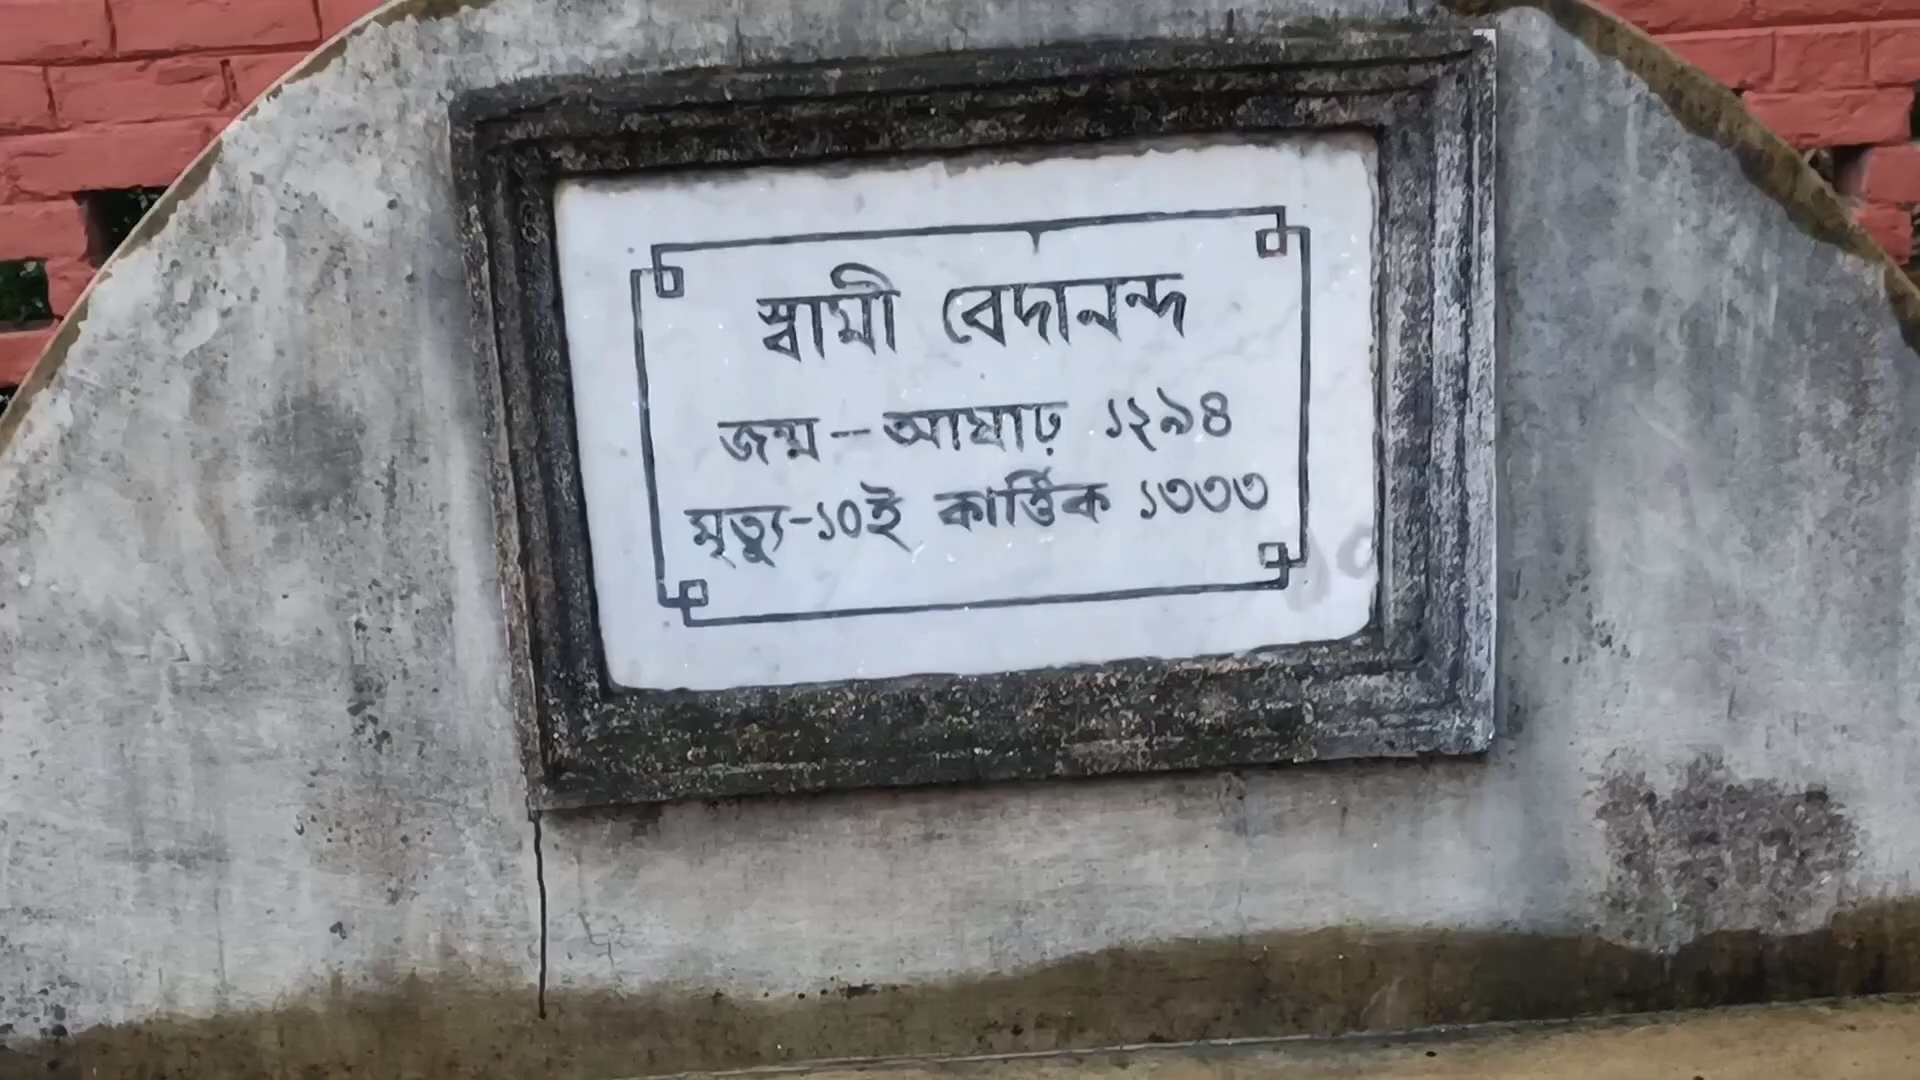 স্বামী বেদানন্দ
জন্ম – আষাঢ় ১২৯৪
মৃত্যু-১০ই কার্ত্তিক ১৩৩৩